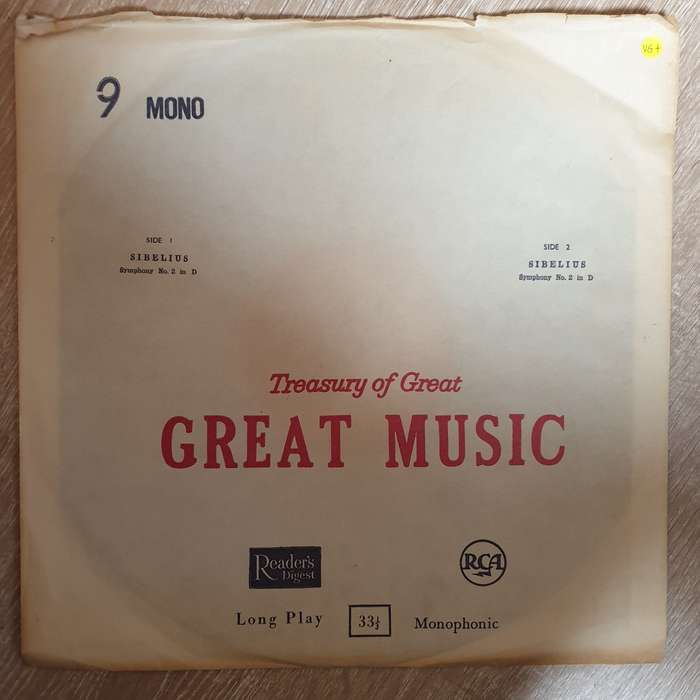 VG+
9 MONO
SIDE 1
SIBELIUS
Symphony No. 2 in D
SIDE 2
SIBELIUS
Symphony No. 2 in D
Treasury of Great
GREAT MUSIC
Reader's
Digest
RCA
Long Play 33⅓ Monophonic